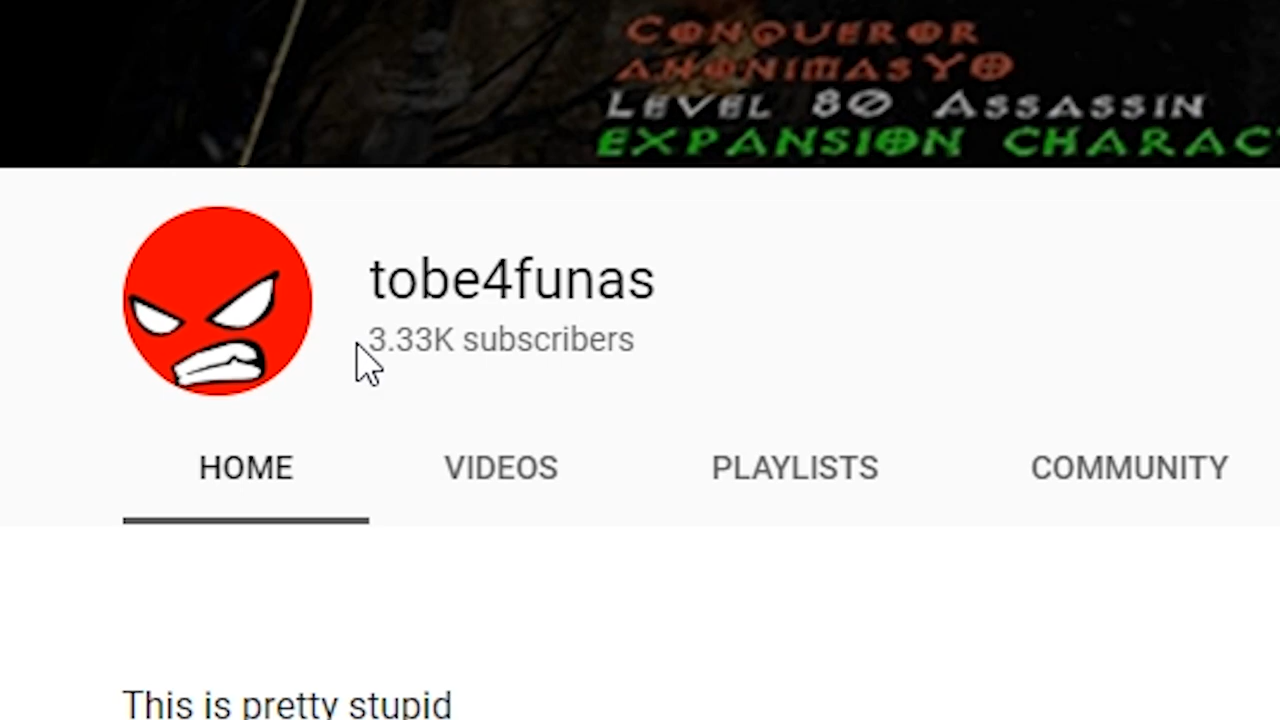 Conqueror
AnonimasYo
Level 80 Assassin
Expansion Charac
tobe4funas
3.33K subscribers
HOME
VIDEOS
PLAYLISTS
COMMUNITY
This is pretty stupid